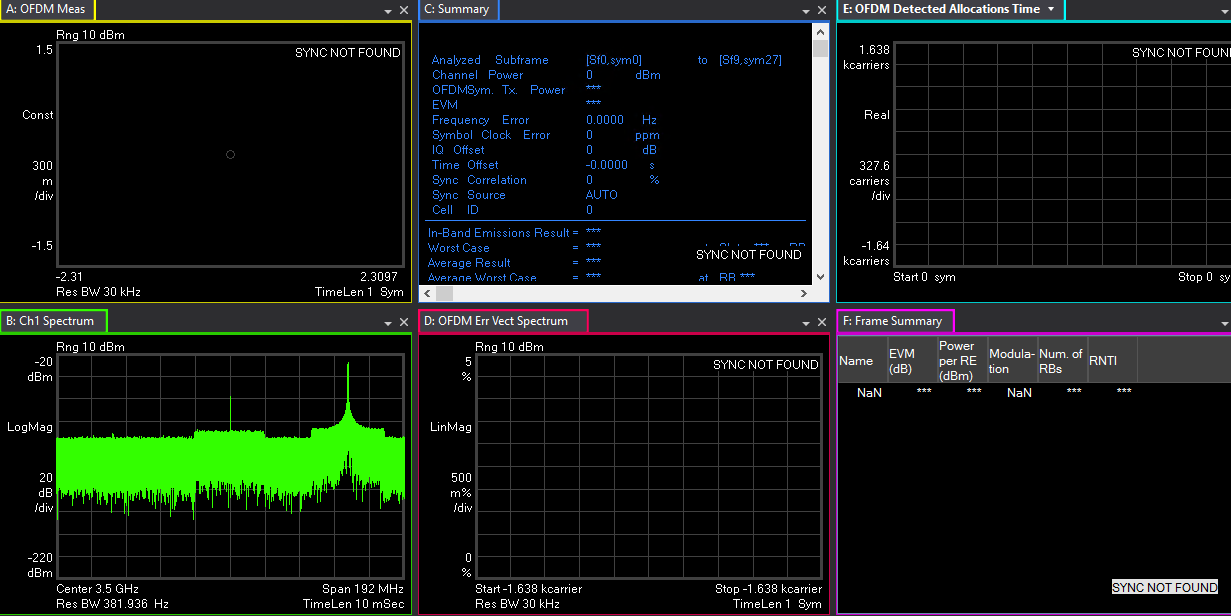 A: OFDM Meas
Rng 10 dBm
1.5
SYNC NOT FOUND
Const
300
m
/div
-1.5
-2.31
2.3097
Res BW 30 kHz
TimeLen 1 Sym
C: Summary
Analyzed Subframe [Sf0,sym0] to [Sf9,sym27]
Channel Power 0 dBm
OFDMSym. Tx. Power ***
EVM ***
Frequency Error 0.0000 Hz
Symbol Clock Error 0 ppm
IQ Offset 0 dB
Time Offset -0.0000 s
Sync Correlation 0 %
Sync Source AUTO
Cell ID 0
In-Band Emissions Result = ***
Worst Case = ***
SYNC NOT FOUND
Average Result = ***
Average Worst Case = *** at RB ***
E: OFDM Detected Allocations Time
1.638
kcarriers
SYNC NOT FOUN
Real
327.6
carriers
/div
-1.64
kcarriers
Start 0 sym
Stop 0 sy
B: Ch1 Spectrum
Rng 10 dBm
-20
dBm
LogMag
20
dB
/div
-220
dBm
Center 3.5 GHz
Span 192 MHz
Res BW 381.936 Hz
TimeLen 10 mSec
D: OFDM Err Vect Spectrum
Rng 10 dBm
5
%
SYNC NOT FOUND
LinMag
500
m%
/div
0
%
Start -1.638 kcarrier
Stop -1.638 kcarrier
Res BW 30 kHz
TimeLen 1 Sym
F: Frame Summary
Name EVM (dB) Power per RE (dBm) Modula-tion Num. of RBs RNTI
NaN *** *** NaN *** ***
SYNC NOT FOUND